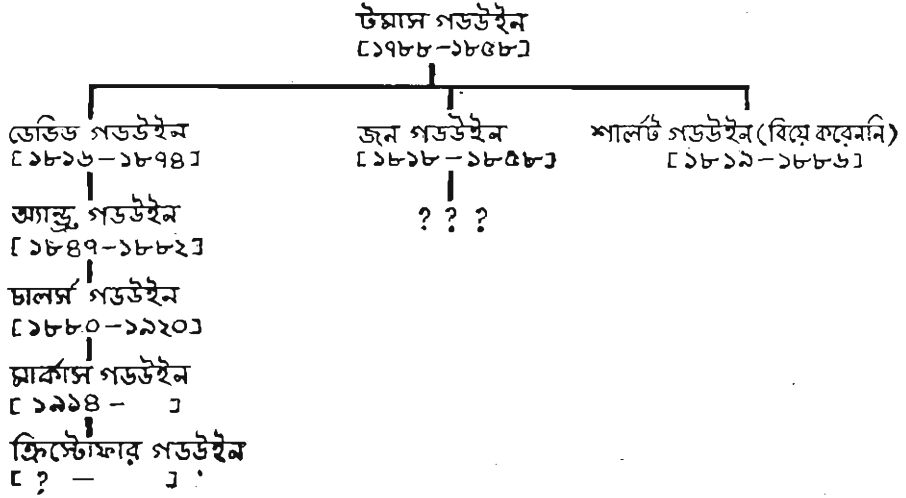 টমাস গডউইন
[১৭৮৮-১৮৫৮]
ডেভিড গডউইন
[১৮১৬-১৮৭৪]
জন গডউইন
[১৮১৮-১৮৫৮]
শার্লট গডউইন (বিয়ে করেননি)
[১৮১৯-১৮৮৬]
অ্যান্ড্রু গডউইন
[১৮৪৭-১৮৮২]
? ? ?
চার্লস গডউইন
[১৮৮০-১৯২০]
মার্কাস গডউইন
[১৯১৪ - ]
ক্রিস্টোফার গডউইন
[? - ]